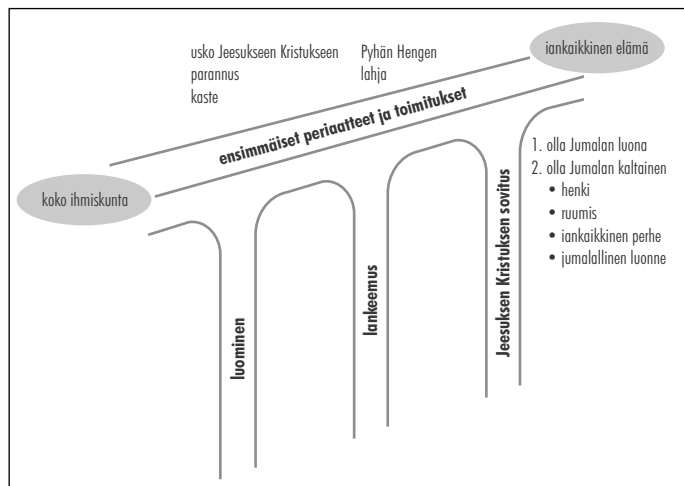 usko Jeesukseen Kristukseen
parannus
kaste
Pyhän Hengen
lahja
iankaikkinen elämä
ensimmäiset periaatteet ja toimitukset
koko ihmiskunta
1. olla Jumalan luona
2. olla Jumalan kaltainen
• henki
• ruumis
• iankaikkinen perhe
• jumalallinen luonne
luominen
lankeemus
Jeesuksen Kristuksen sovitus